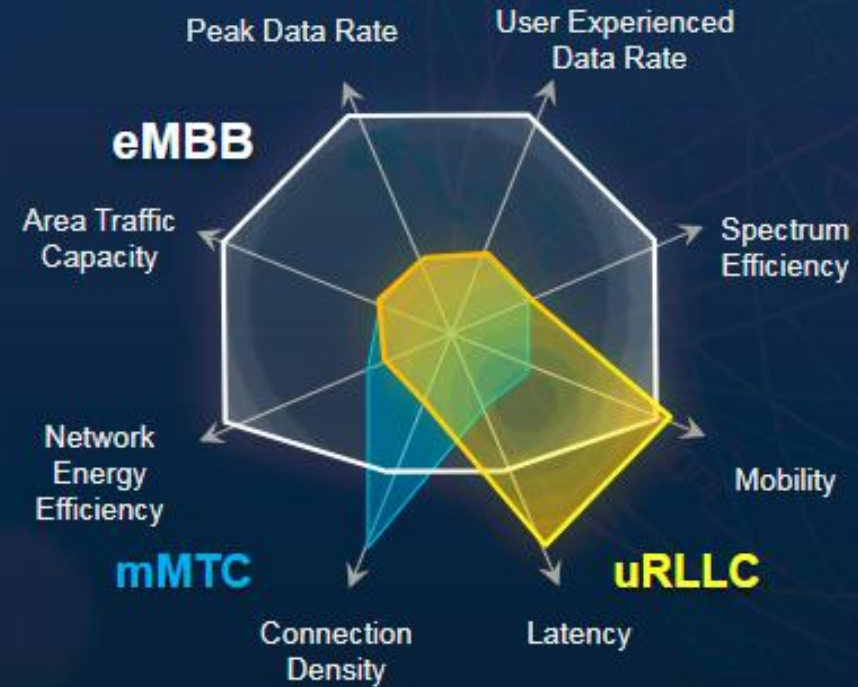 Peak Data Rate
User Experienced
Data Rate
eMBB
Area Traffic
Capacity
Spectrum
Efficiency
Network
Energy
Efficiency
Mobility
mMTC
uRLLC
Connection
Density
Latency